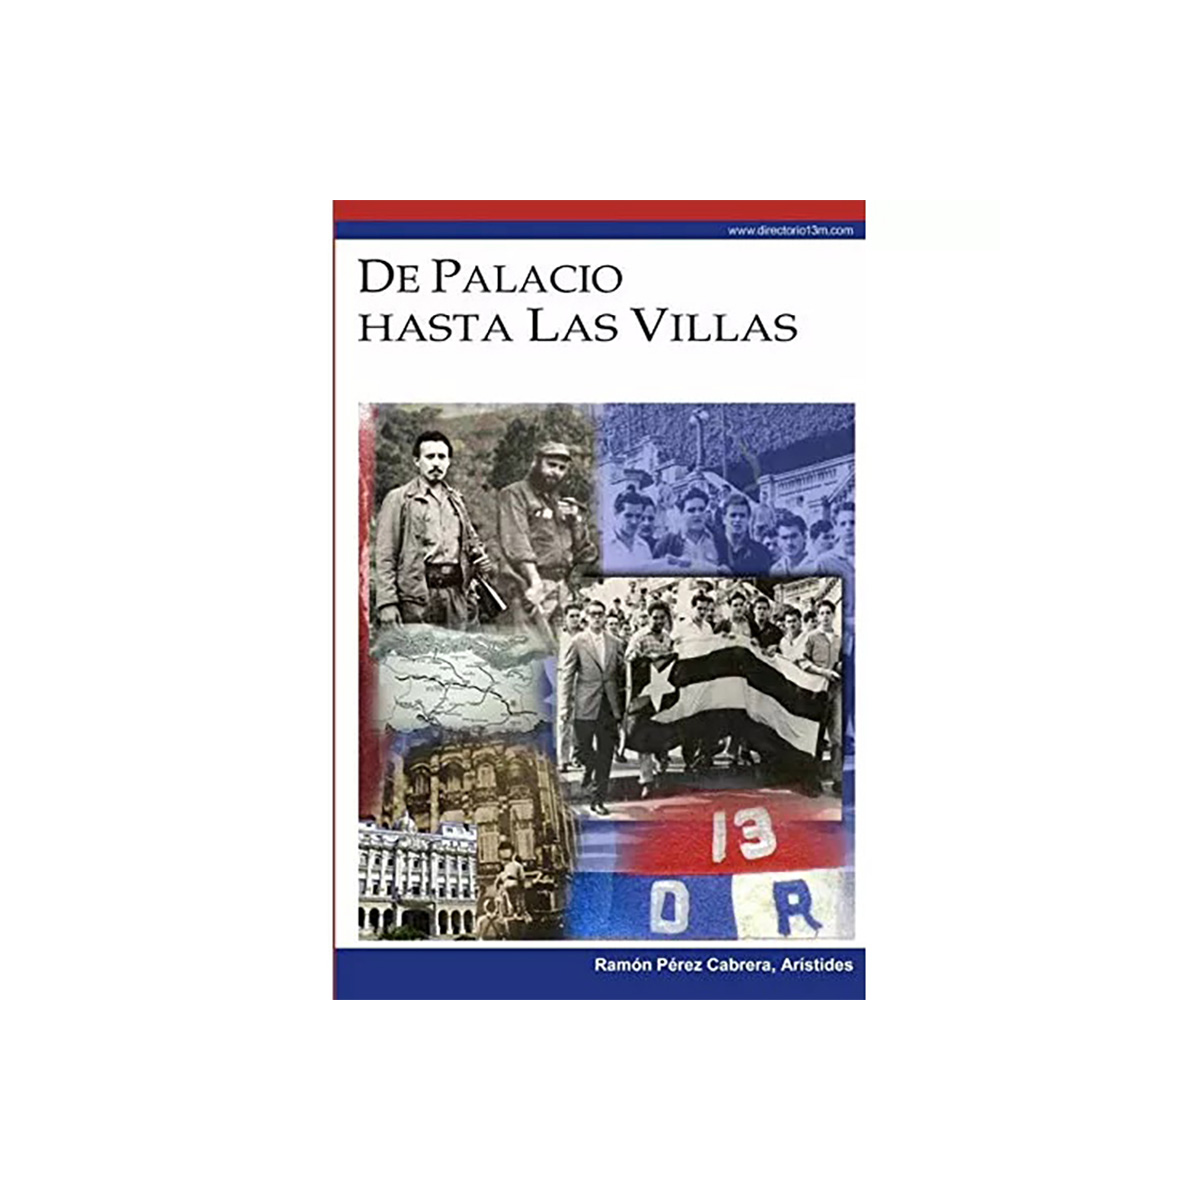 www.directorio13m.com
DE PALACIO
HASTA LAS VILLAS
13
D R
Ramón Pérez Cabrera, Arístides